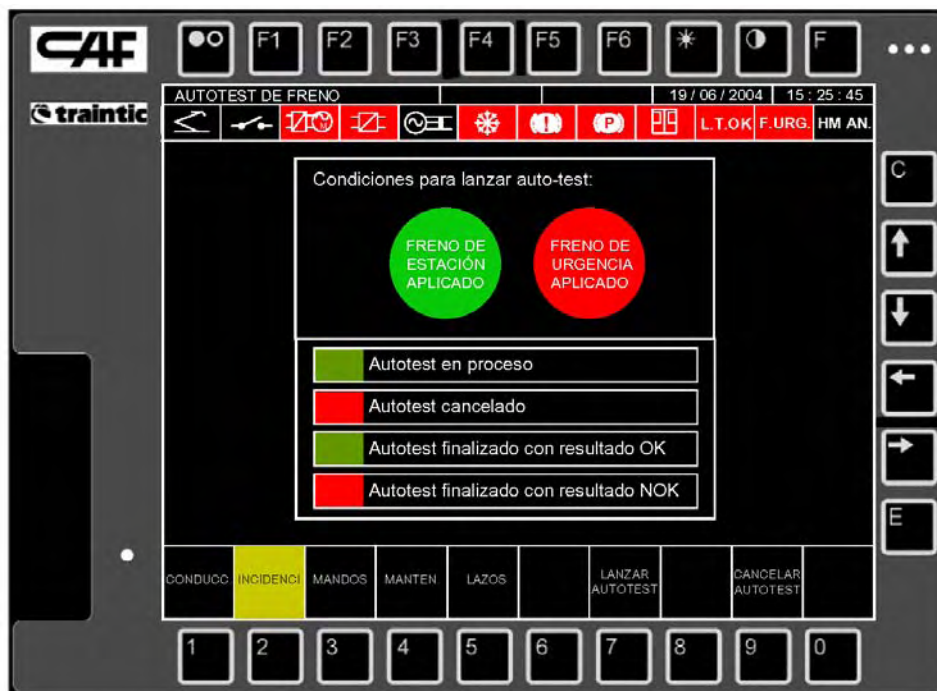 CAF
F1
F2
F3
F4
F5
F6
F
traintic
AUTOTEST DE FRENO
19 / 06 / 2004
15 : 25 : 45
L.T.OK
F.URG.
HM AN.
Condiciones para lanzar auto-test:
FRENO DE
ESTACIÓN
APLICADO
FRENO DE
URGENCIA
APLICADO
Autotest en proceso
Autotest cancelado
Autotest finalizado con resultado OK
Autotest finalizado con resultado NOK
C
E
CONDUCC.
INCIDENCI
MANDOS
MANTEN
LAZOS
LANZAR
AUTOTEST
CANCELAR
AUTOTEST
1
2
3
4
5
6
7
8
9
0